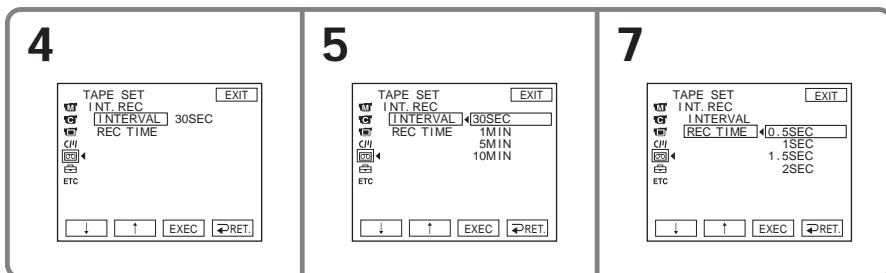 4
TAPE SET EXIT
INT. REC
INTERVAL 30SEC
REC TIME
ETC
↓ ↑ EXEC RET.
5
TAPE SET EXIT
INT. REC
INTERVAL 30SEC
REC TIME 1MIN
5MIN
10MIN
ETC
↓ ↑ EXEC RET.
7
TAPE SET EXIT
INT. REC
INTERVAL
REC TIME 0.5SEC
1SEC
1.5SEC
2SEC
ETC
↓ ↑ EXEC RET.